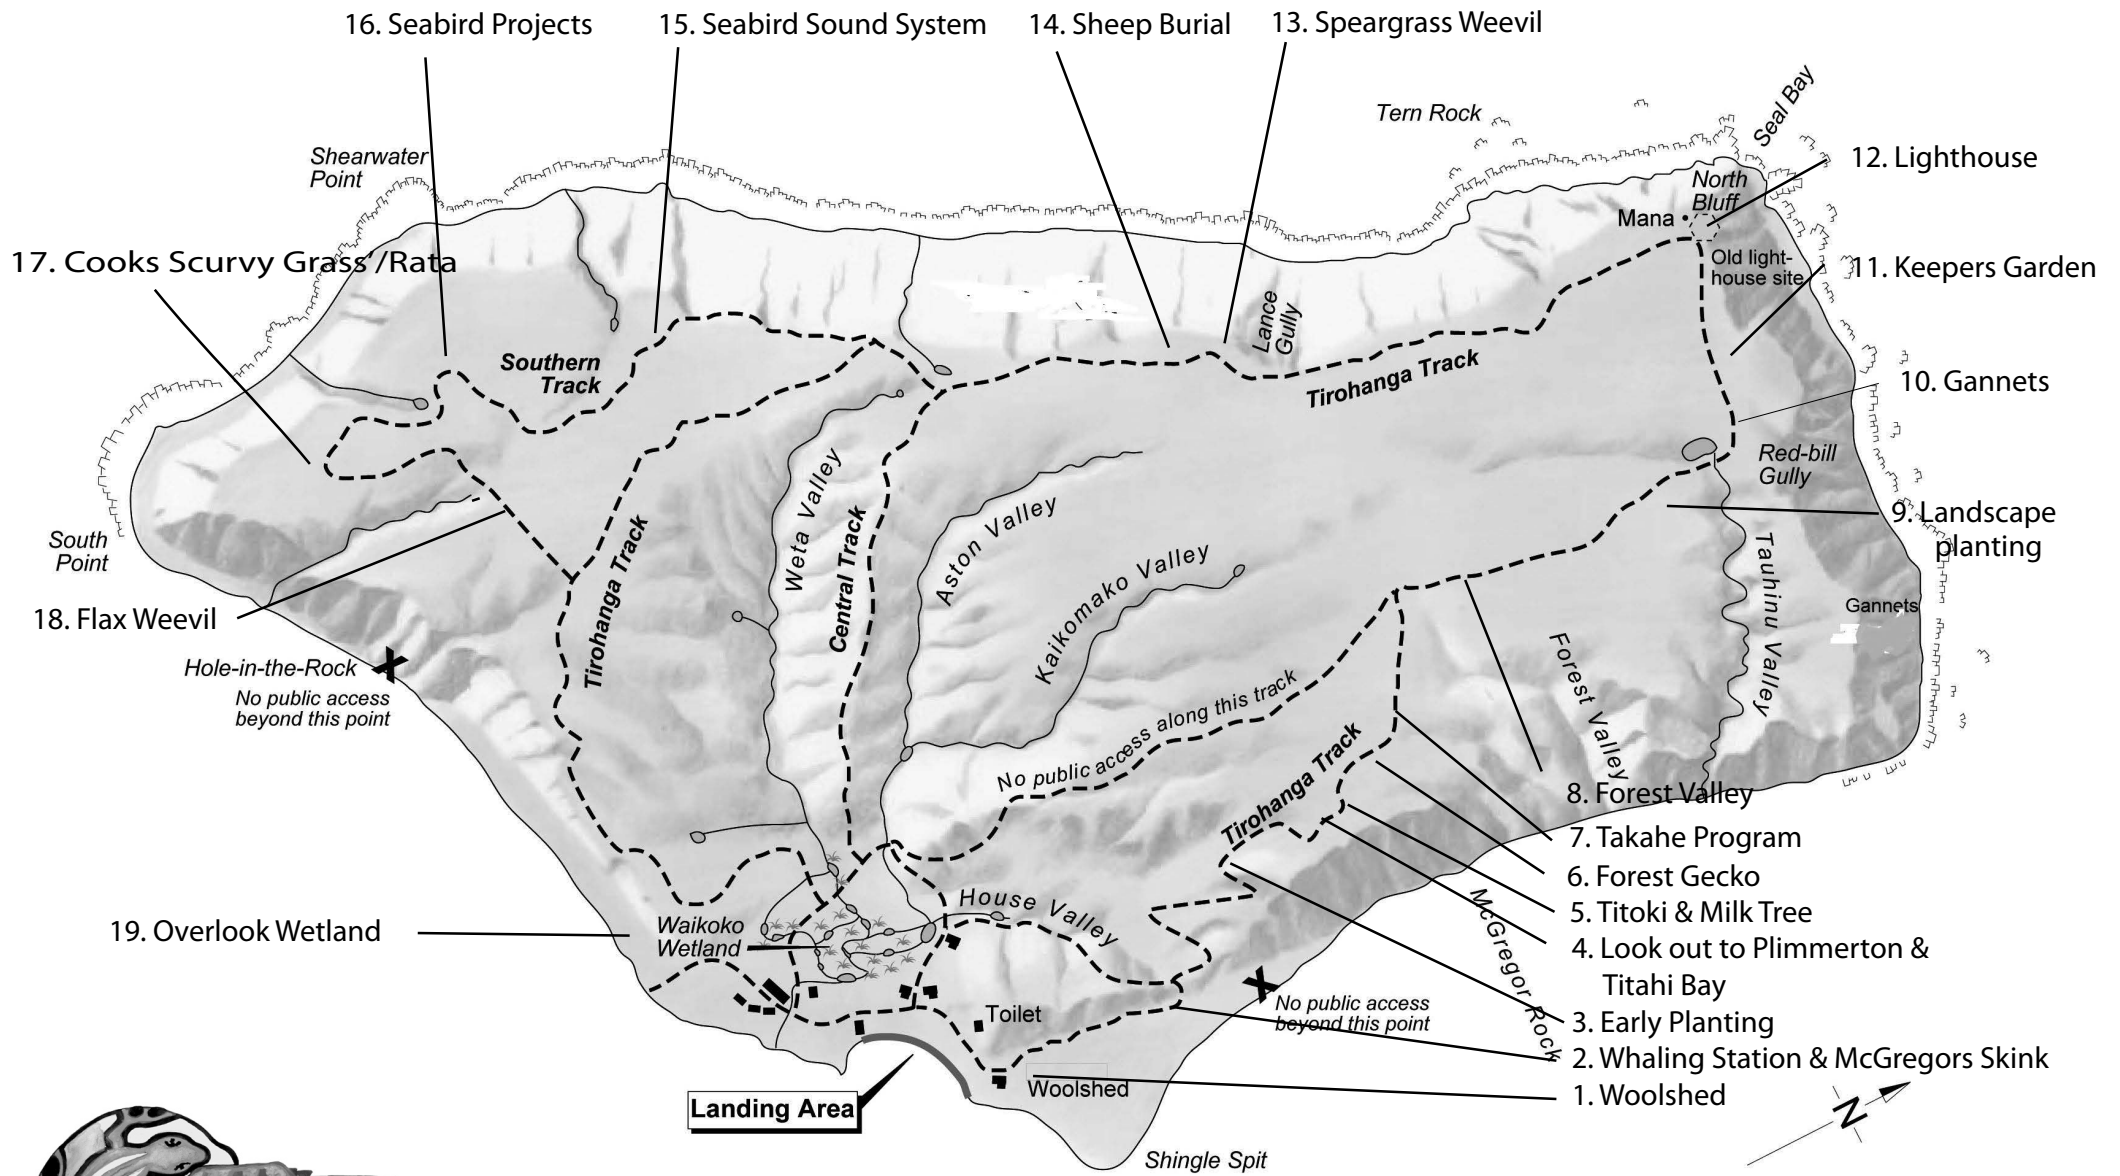 16. Seabird Projects
15. Seabird Sound System
14. Sheep Burial
13. Speargrass Weevil
Tern Rock
Seal Bay
Shearwater
Point
12. Lighthouse
North
Bluff
Mana
17. Cooks Scurvy Grass'/Rata
Old light-
house site
11. Keepers Garden
Lance
Gully
Southern
Track
Tirohanga Track
10. Gannets
Red-bill
Gully
South
Point
9. Landscape
planting
Weta Valley
Central Track
Aston Valley
Kaikomako Valley
Tirohanga Track
Tauhinu Valley
Gannets
18. Flax Weevil
Hole-in-the-Rock
No public access
beyond this point
Forest Valley
No public access along this track
Tirohanga Track
8. Forest Valley
7. Takahe Program
6. Forest Gecko
5. Titoki & Milk Tree
4. Look out to Plimmerton &
Titahi Bay
3. Early Planting
2. Whaling Station & McGregors Skink
1. Woolshed
McGregor Rock
19. Overlook Wetland
Waikoko
Wetland
House Valley
No public access
beyond this point
Toilet
Woolshed
Landing Area
Shingle Spit
N